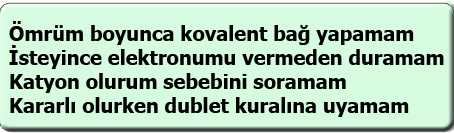 Ömrüm boyunca kovalent bağ yapamam
İsteyince elektronumu vermeden duramam
Katyon olurum sebebini soramam
Kararlı olurken dublet kuralına uyamam